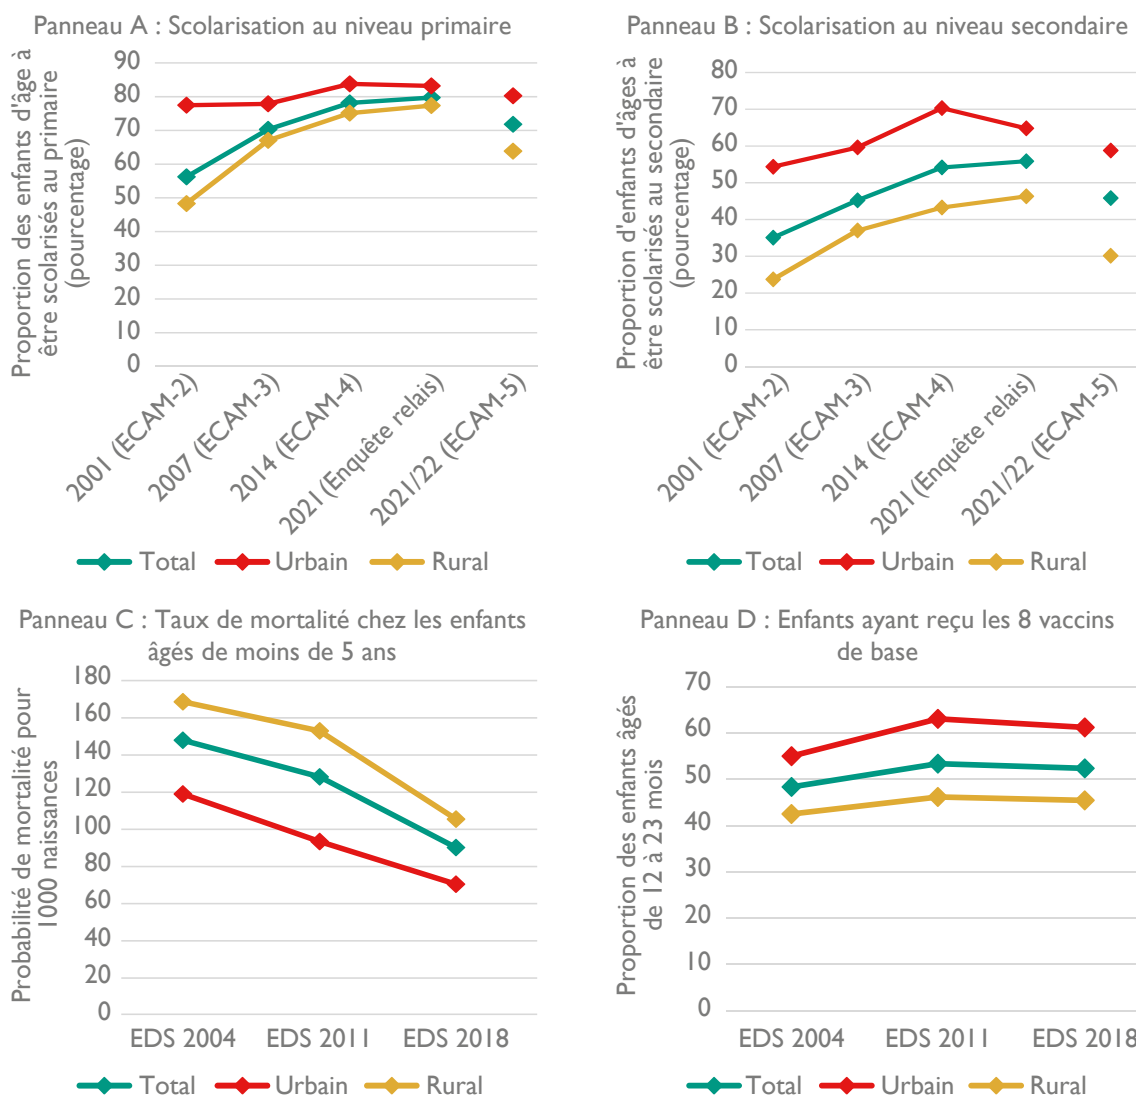 Panneau A : Scolarisation au niveau primaire
Proportion des enfants d'âge à
être scolarisés au primaire
(pourcentage)
90
80
70
60
50
40
30
20
10
0
2001 (ECAM-2)
2007 (ECAM-3)
2014 (ECAM-4)
2021 (Enquête relais)
2021/22 (ECAM-5)
Total Urbain Rural
Panneau B : Scolarisation au niveau secondaire
Proportion d'enfants d'âges à
être scolarisés au secondaire
(pourcentage)
80
70
60
50
40
30
20
10
0
2001 (ECAM-2)
2007 (ECAM-3)
2014 (ECAM-4)
2021 (Enquête relais)
2021/22 (ECAM-5)
Total Urbain Rural
Panneau C : Taux de mortalité chez les enfants
âgés de moins de 5 ans
Probabilité de mortalité pour
1000 naissances
180
160
140
120
100
80
60
40
20
0
EDS 2004 EDS 2011 EDS 2018
Total Urbain Rural
Panneau D : Enfants ayant reçu les 8 vaccins
de base
Proportion des enfants âgés
de 12 à 23 mois
70
60
50
40
30
20
10
0
EDS 2004 EDS 2011 EDS 2018
Total Urbain Rural